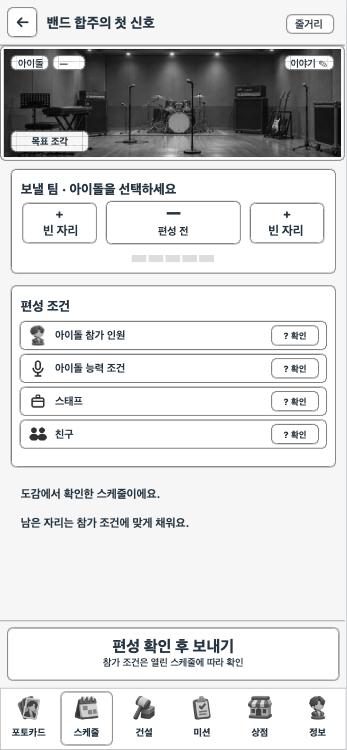 밴드 합주의 첫 신호
줄거리
아이돌
—
이야기
목표 조각
보낼 팀 · 아이돌을 선택하세요
+
빈 자리
—
편성 전
+
빈 자리
편성 조건
아이돌 참가 인원
? 확인
아이돌 능력 조건
? 확인
스태프
? 확인
친구
? 확인
도감에서 확인한 스케줄이에요.
남은 자리는 참가 조건에 맞게 채워요.
편성 확인 후 보내기
참가 조건은 열린 스케줄에 따라 확인
포토카드
스케줄
건설
미션
상점
정보